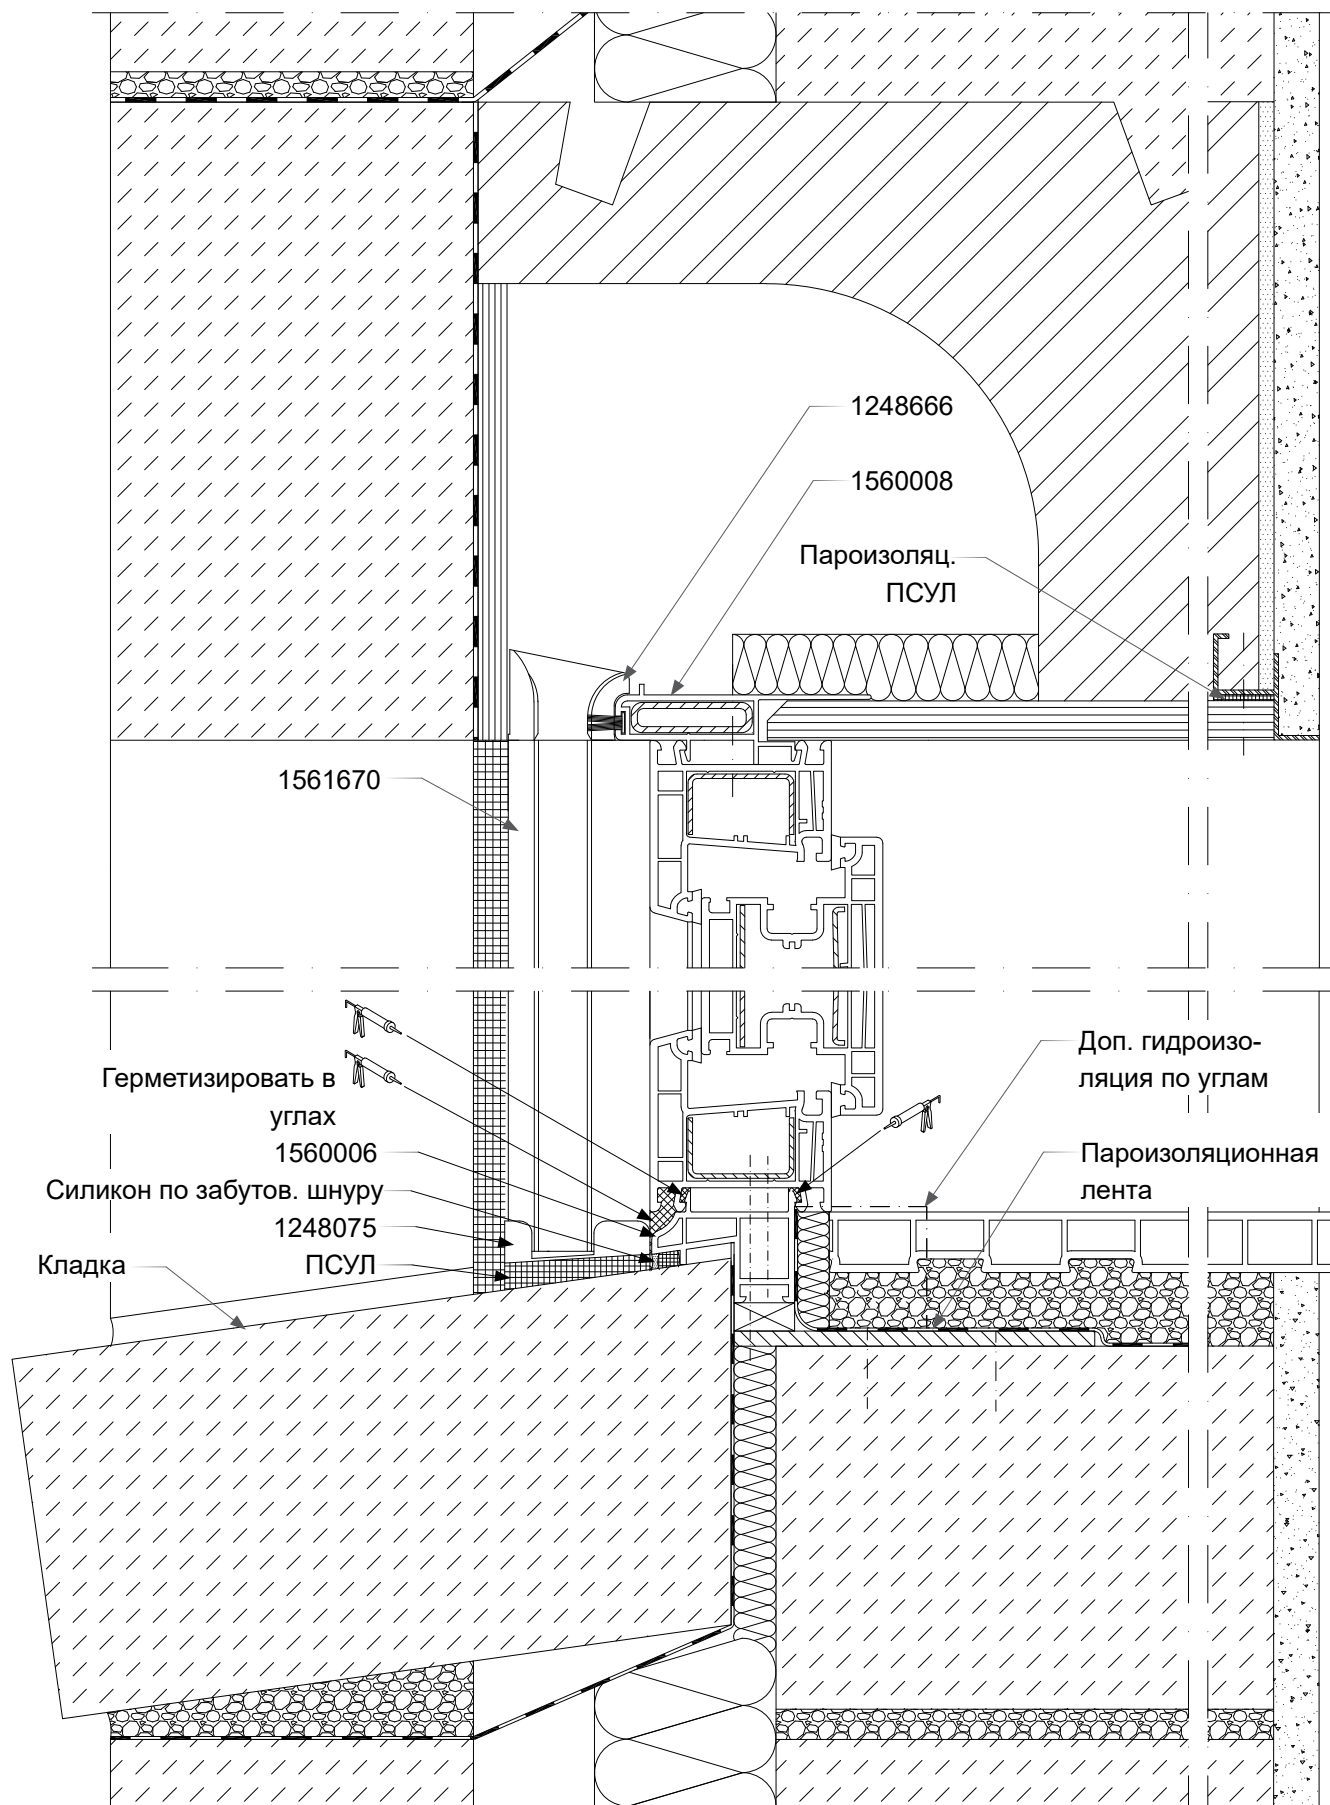 1248666
1560008
Пароизоляц.
ПСУЛ
1561670
Герметизировать в
углах
1560006
Силикон по забутов. шнуру
1248075
ПСУЛ
Кладка
Доп. гидроизо-
ляция по углам
Пароизоляционная
лента